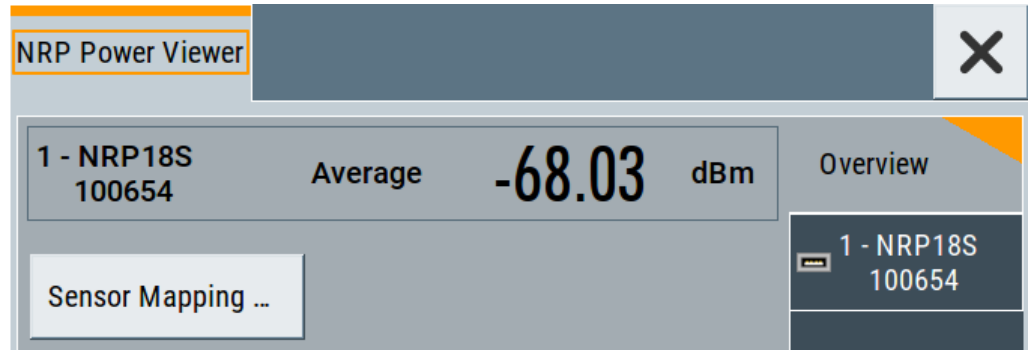 NRP Power Viewer
1 - NRP18S
100654
Average
-68.03
dBm
Overview
1 - NRP18S
100654
Sensor Mapping ...